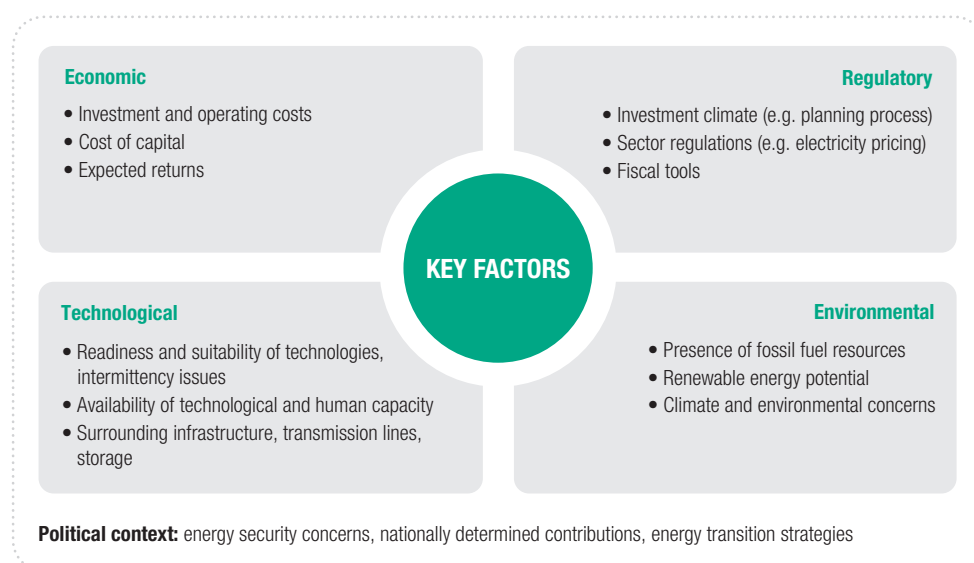 Economic
• Investment and operating costs
• Cost of capital
• Expected returns
Regulatory
• Investment climate (e.g. planning process)
• Sector regulations (e.g. electricity pricing)
• Fiscal tools
KEY FACTORS
Technological
• Readiness and suitability of technologies,
intermittency issues
• Availability of technological and human capacity
• Surrounding infrastructure, transmission lines,
storage
Environmental
• Presence of fossil fuel resources
• Renewable energy potential
• Climate and environmental concerns
Political context: energy security concerns, nationally determined contributions, energy transition strategies